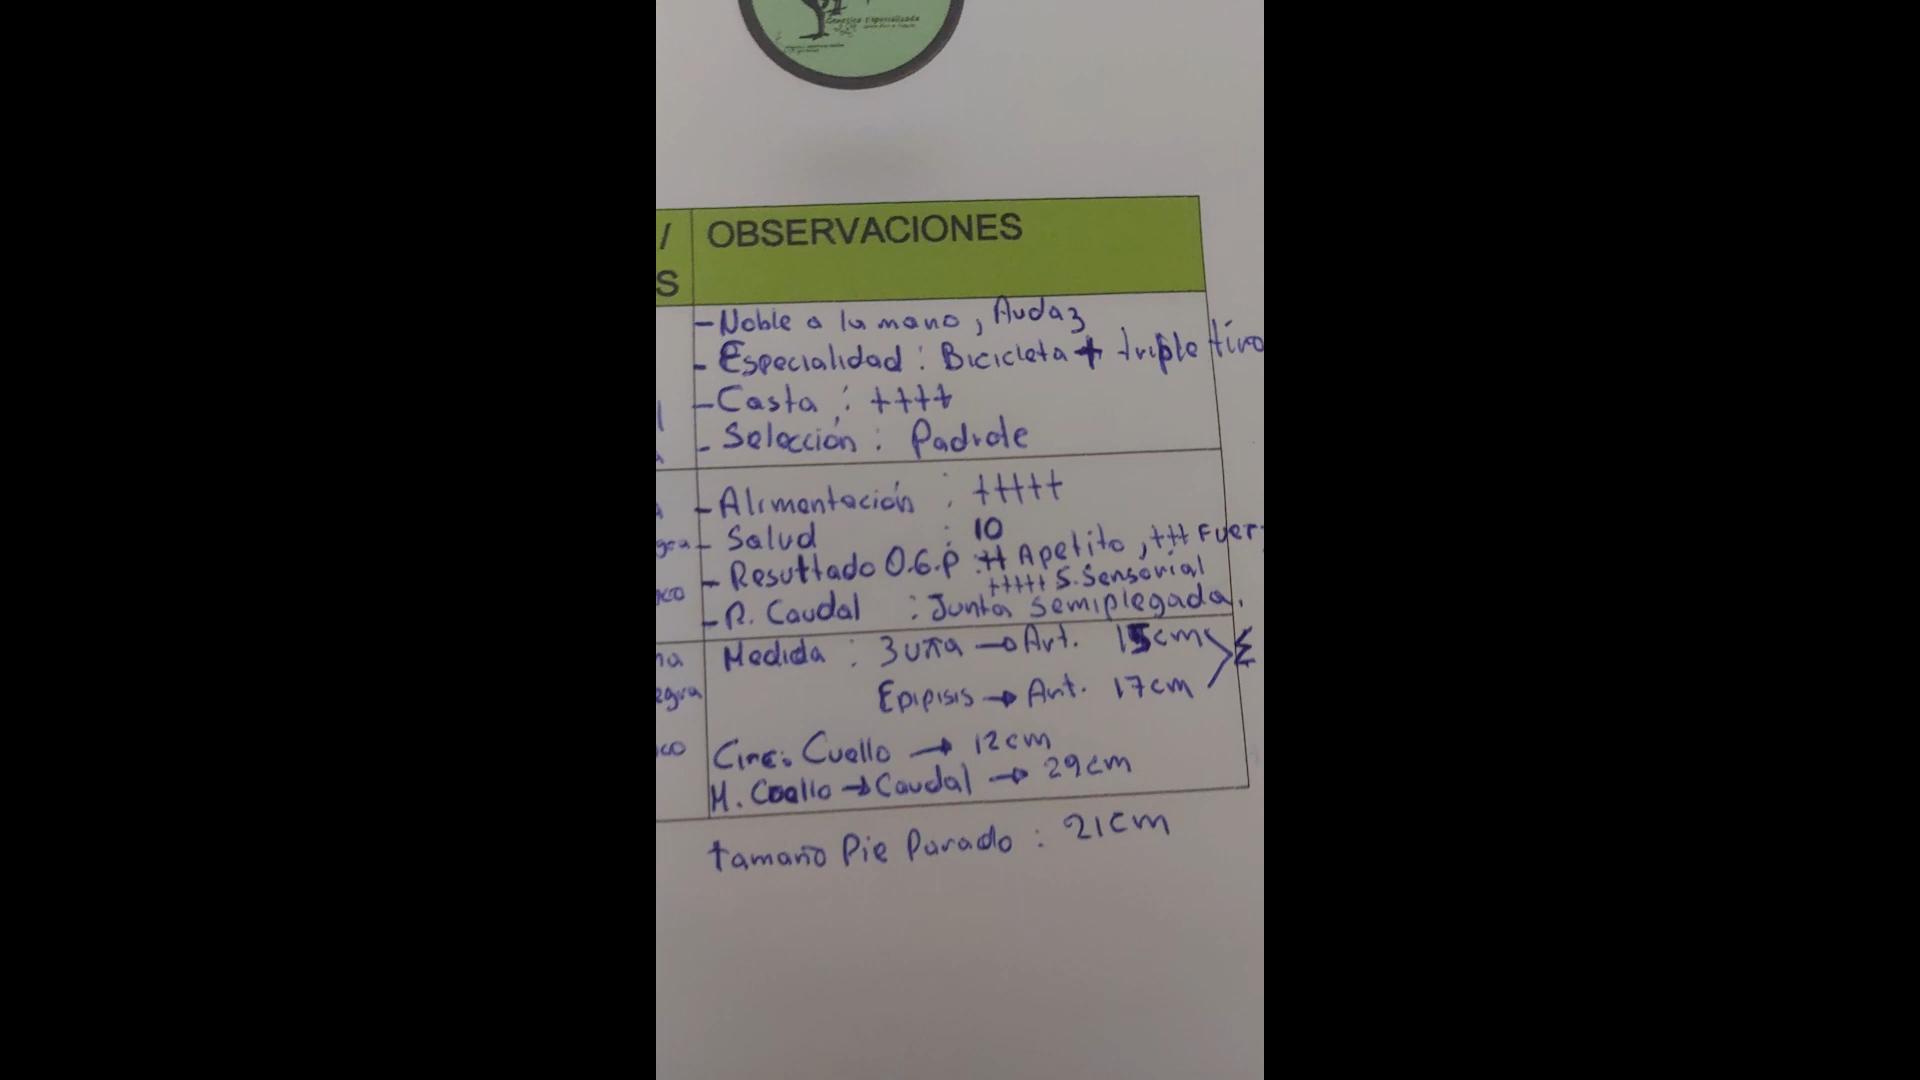 Genética Especializada
/ OBSERVACIONES
S
- Noble a la mano, Audaz
- Especialidad : Bicicleta + triple tiro
- Casta : ++++
- Selección : Padrote
- Alimentación : +++++
- Salud : 10
- Resultado O.G.P : ++ Apetito, +++ Fuer
+++++ S. Sensorial
- R. Caudal : Junta semiplegada.
Medida : 3 uña → Art. 15cm
Epipisis → Art. 17cm
Circ: Cuello → 12cm
M. Cuello → Caudal → 29cm
tamaño Pie Parado : 21cm